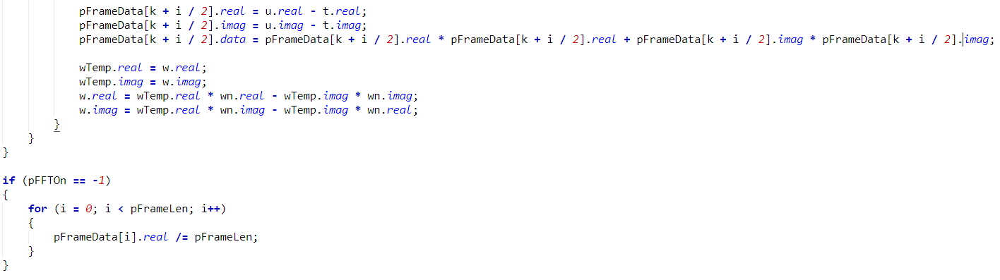 pFrameData[k + i / 2].real = u.real - t.real;
pFrameData[k + i / 2].imag = u.imag - t.imag;
pFrameData[k + i / 2].data = pFrameData[k + i / 2].real * pFrameData[k + i / 2].real + pFrameData[k + i / 2].imag * pFrameData[k + i / 2].imag;
wTemp.real = w.real;
wTemp.imag = w.imag;
w.real = wTemp.real * wn.real - wTemp.imag * wn.imag;
w.imag = wTemp.real * wn.imag - wTemp.imag * wn.real;
}
}
}
if (pFFTOn == -1)
{
for (i = 0; i < pFrameLen; i++)
{
pFrameData[i].real /= pFrameLen;
}
}